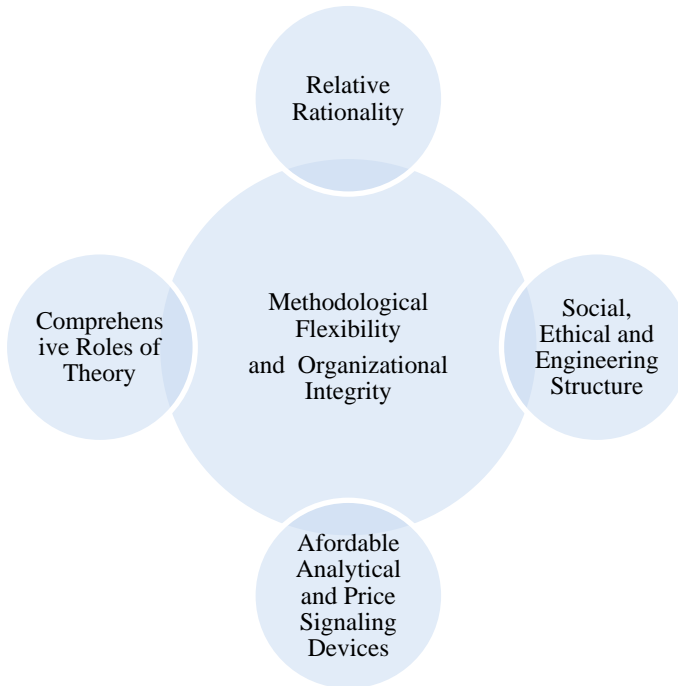 Relative
Rationality
Comprehens
ive Roles of
Theory
Methodological
Flexibility
and Organizational
Integrity
Social,
Ethical and
Engineering
Structure
Afordable
Analytical
and Price
Signaling
Devices